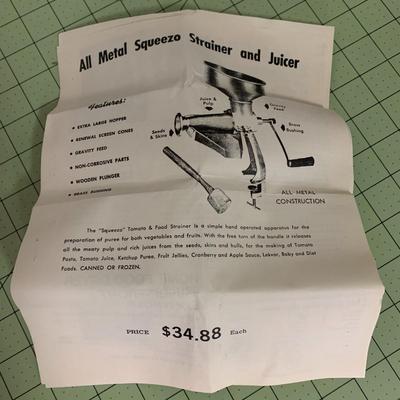 All Metal Squeezo Strainer and Juicer
Features:
• EXTRA LARGE HOPPER
• RENEWAL SCREEN CONES
• GRAVITY FEED
• NON-CORROSIVE PARTS
• WOODEN PLUNGER
• BRASS BUSHING
Juice &
Pulp
Seeds
& Skins
Gravity
Feed
Brass
Bushing
ALL METAL
CONSTRUCTION
The "Squeezo" Tomato & Food Strainer is a simple hand operated apparatus for the
preparation of puree for both vegetables and fruits. With the free turn of the handle it releases
all the meaty pulp and rich juices from the seeds, skins and hulls, for the making of Tomato
Paste, Tomato Juice, Ketchup Puree, Fruit Jellies, Cranberry and Apple Sauce, Lekvar, Baby and Diet
Foods. CANNED OR FROZEN.
PRICE $34.88 Each